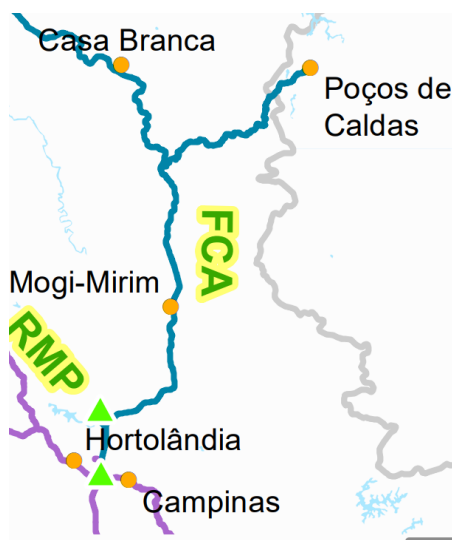 Casa Branca
Poços de
Caldas
FCA
Mogi-Mirim
RMP
Hortolândia
Campinas